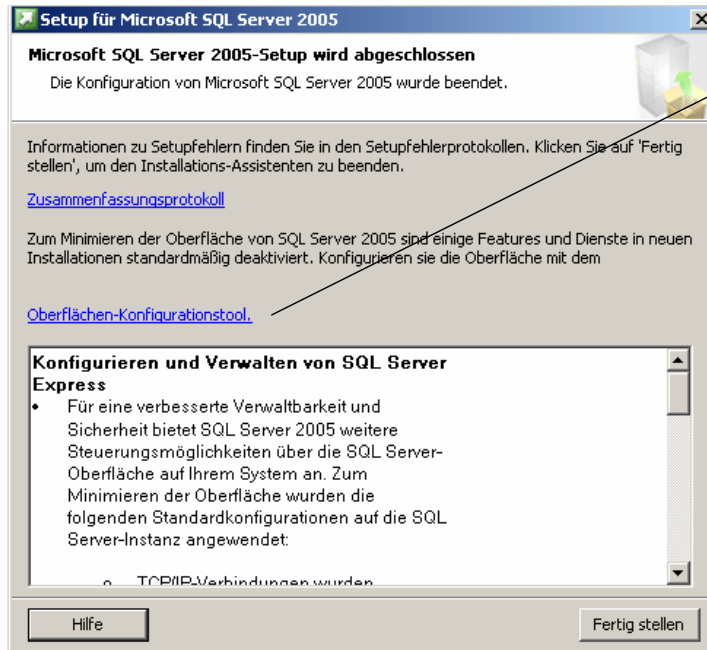 Setup für Microsoft SQL Server 2005
Microsoft SQL Server 2005-Setup wird abgeschlossen
Die Konfiguration von Microsoft SQL Server 2005 wurde beendet.
Informationen zu Setupfehlern finden Sie in den Setupfehlerprotokollen. Klicken Sie auf 'Fertig
stellen', um den Installations-Assistenten zu beenden.
Zusammenfassungsprotokoll
Zum Minimieren der Oberfläche von SQL Server 2005 sind einige Features und Dienste in neuen
Installationen standardmäßig deaktiviert. Konfigurieren sie die Oberfläche mit dem
Oberflächen-Konfigurationstool.
Konfigurieren und Verwalten von SQL Server
Express
• Für eine verbesserte Verwaltbarkeit und
Sicherheit bietet SQL Server 2005 weitere
Steuerungsmöglichkeiten über die SQL Server-
Oberfläche auf Ihrem System an. Zum
Minimieren der Oberfläche wurden die
folgenden Standardkonfigurationen auf die SQL
Server-Instanz angewendet:
o TCP/IP-Verbindungen wurden
Hilfe
Fertig stellen